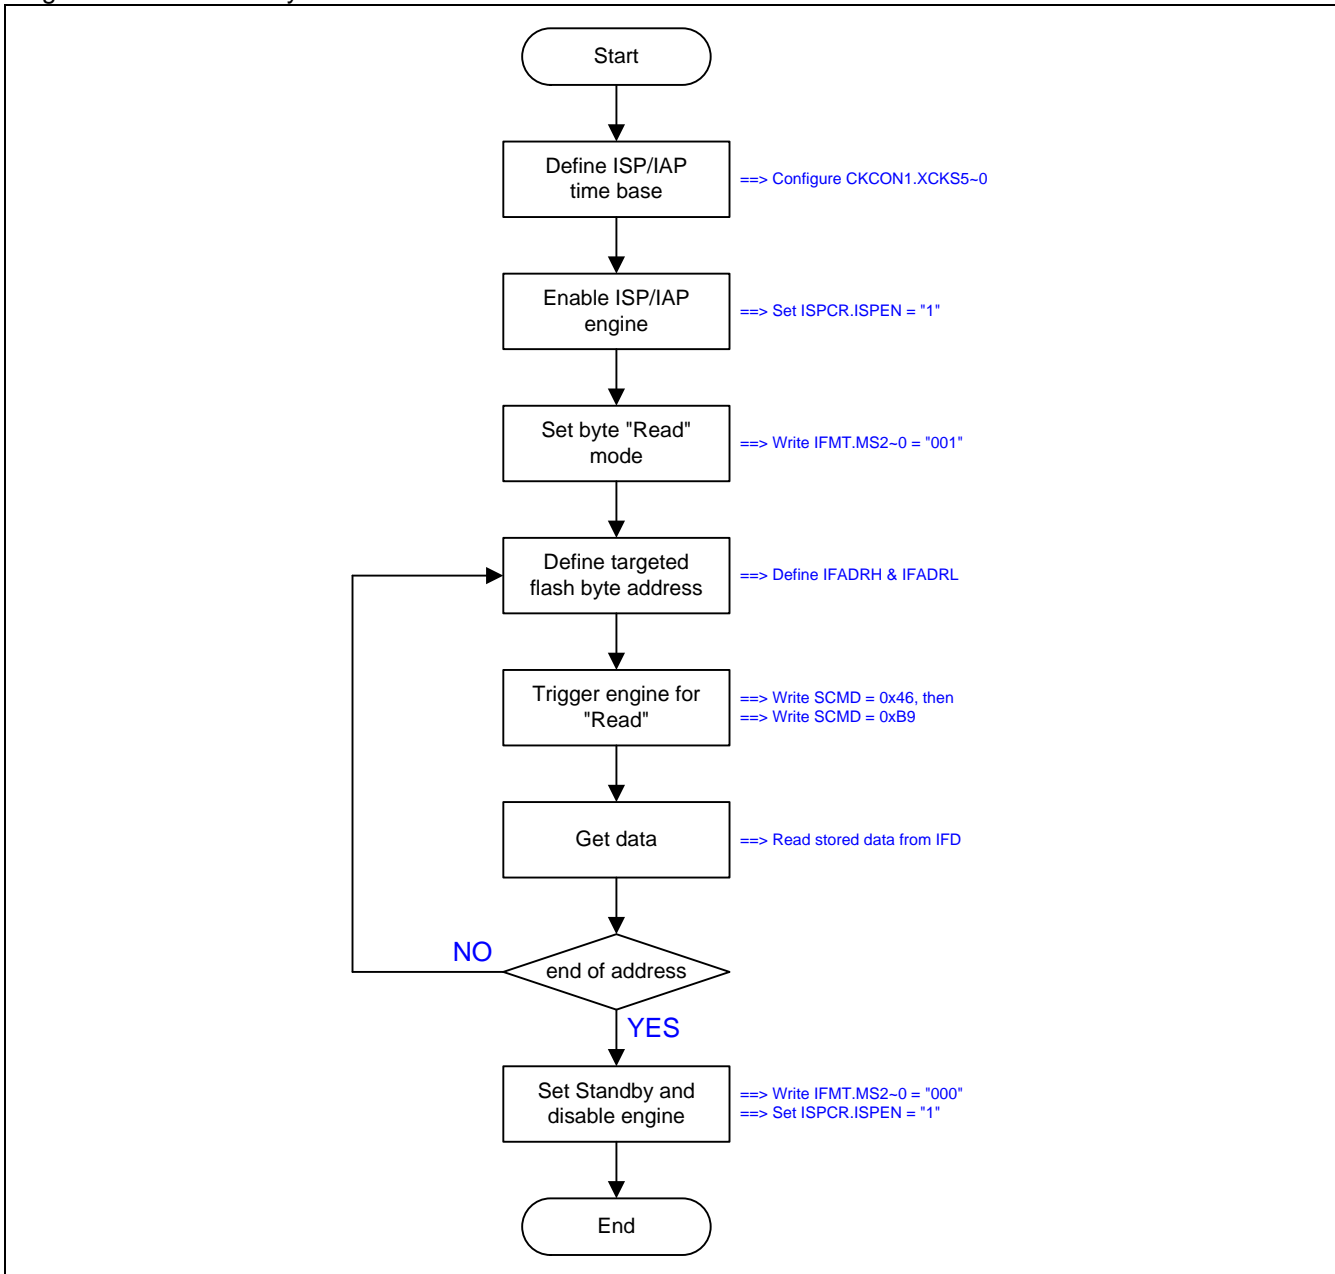 Start
Define ISP/IAP
time base
==> Configure CKCON1.XCKS5~0
Enable ISP/IAP
engine
==> Set ISPCR.ISPEN = "1"
Set byte "Read"
mode
==> Write IFMT.MS2~0 = "001"
Define targeted
flash byte address
==> Define IFADRH & IFADRL
Trigger engine for
"Read"
==> Write SCMD = 0x46, then
==> Write SCMD = 0xB9
Get data
==> Read stored data from IFD
NO
end of address
YES
Set Standby and
disable engine
==> Write IFMT.MS2~0 = "000"
==> Set ISPCR.ISPEN = "1"
End